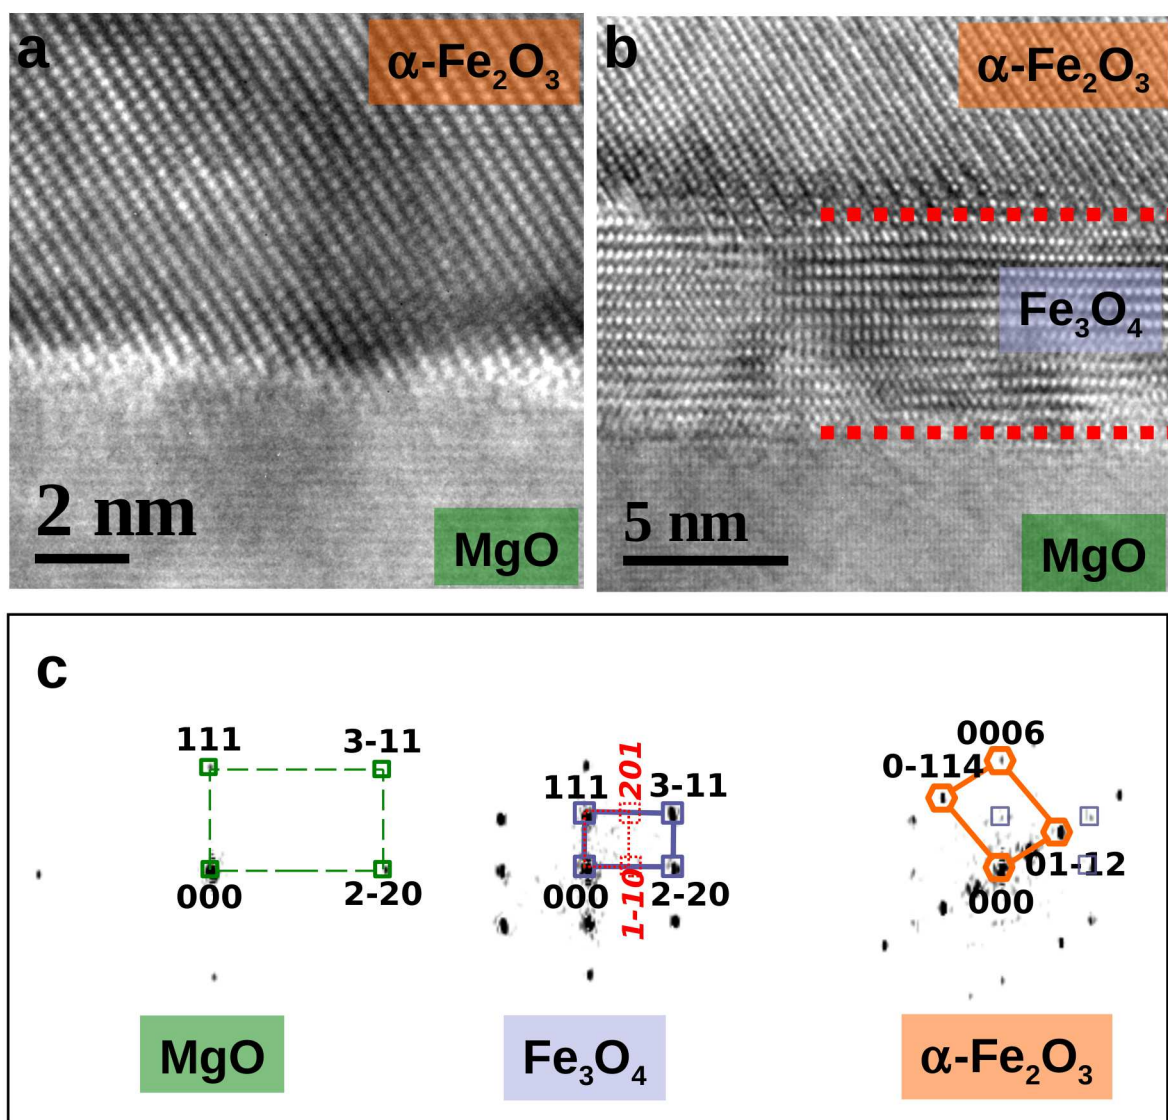 a
α-Fe₂O₃
2 nm
MgO
b
α-Fe₂O₃
Fe₃O₄
5 nm
MgO
c
111
3-11
000
2-20
MgO
111
201
3-11
000
1-10
2-20
Fe₃O₄
0006
0-114
01-12
000
α-Fe₂O₃